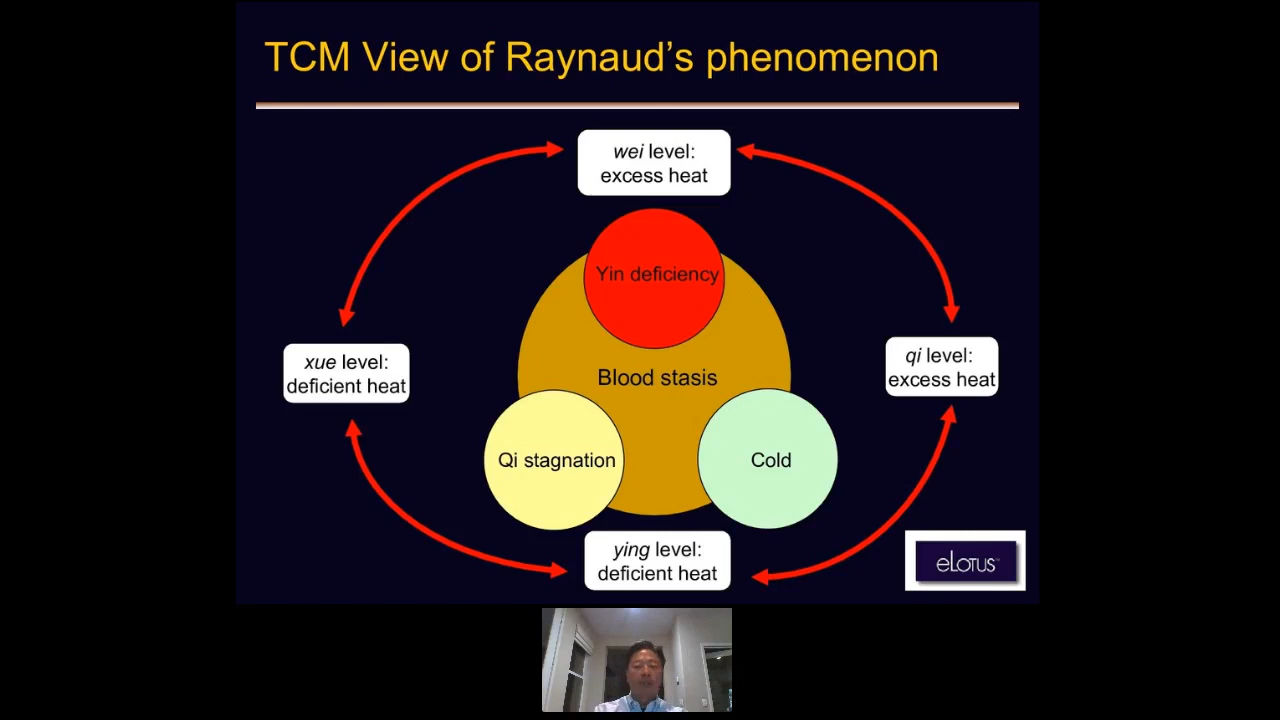 TCM View of Raynaud's phenomenon
wei level:
excess heat
Yin deficiency
xue level:
deficient heat
Blood stasis
qi level:
excess heat
Qi stagnation
Cold
ying level:
deficient heat
eLOTUS